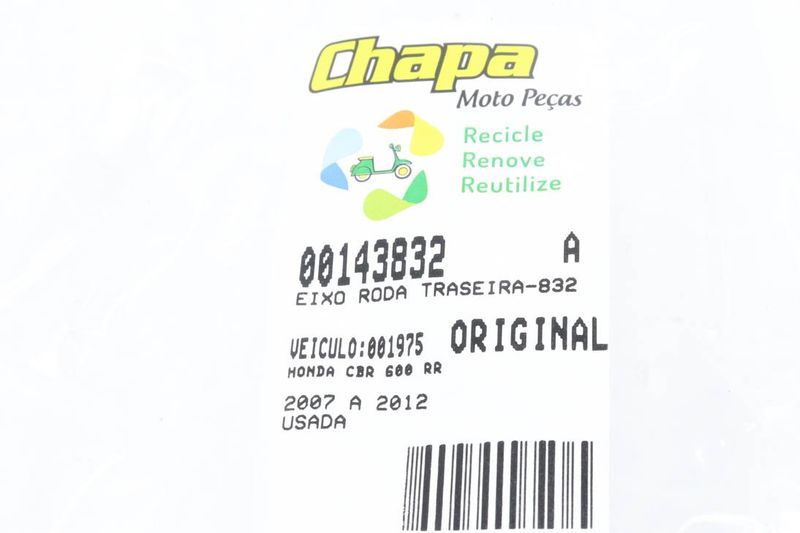 Chapa
Moto Peças
Recicle
Renove
Reutilize
00143832 A
EIXO RODA TRASEIRA-832
VEICULO:001975 ORIGINAL
HONDA CBR 600 RR
2007 A 2012
USADA